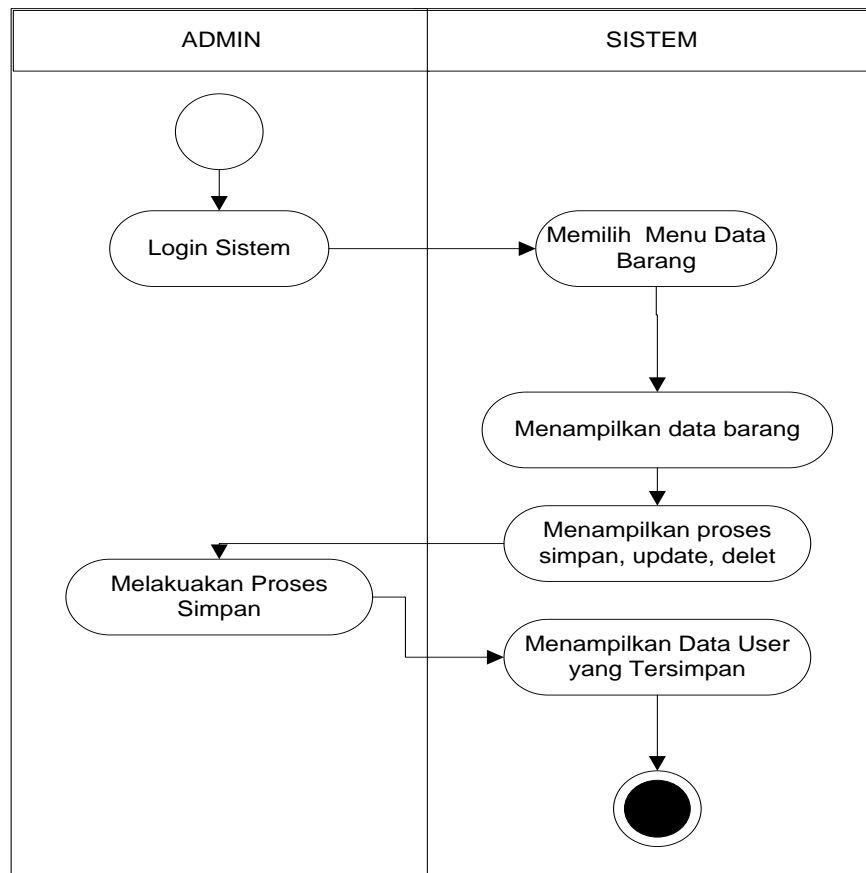 ADMIN
SISTEM
Login Sistem
Memilih  Menu Data
Barang
Menampilkan data barang
Menampilkan proses
simpan, update, delet
Melakuakan Proses
Simpan
Menampilkan Data User
yang Tersimpan